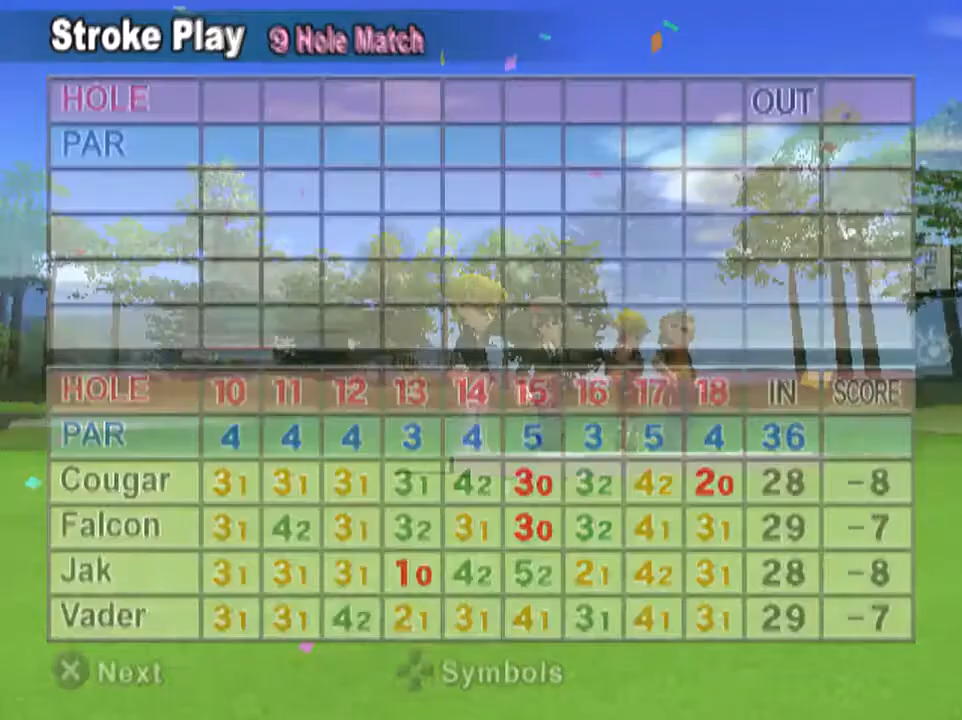 Stroke Play 9 Hole Match
HOLE OUT
PAR
HOLE 10 11 12 13 14 15 16 17 18 IN SCORE
PAR 4 4 4 3 4 5 3 5 4 36
Cougar 31 31 31 31 42 30 32 42 20 28 -8
Falcon 31 42 31 32 31 30 32 41 31 29 -7
Jak 31 31 31 10 42 52 21 42 31 28 -8
Vader 31 31 42 21 31 41 31 41 31 29 -7
X Next Symbols